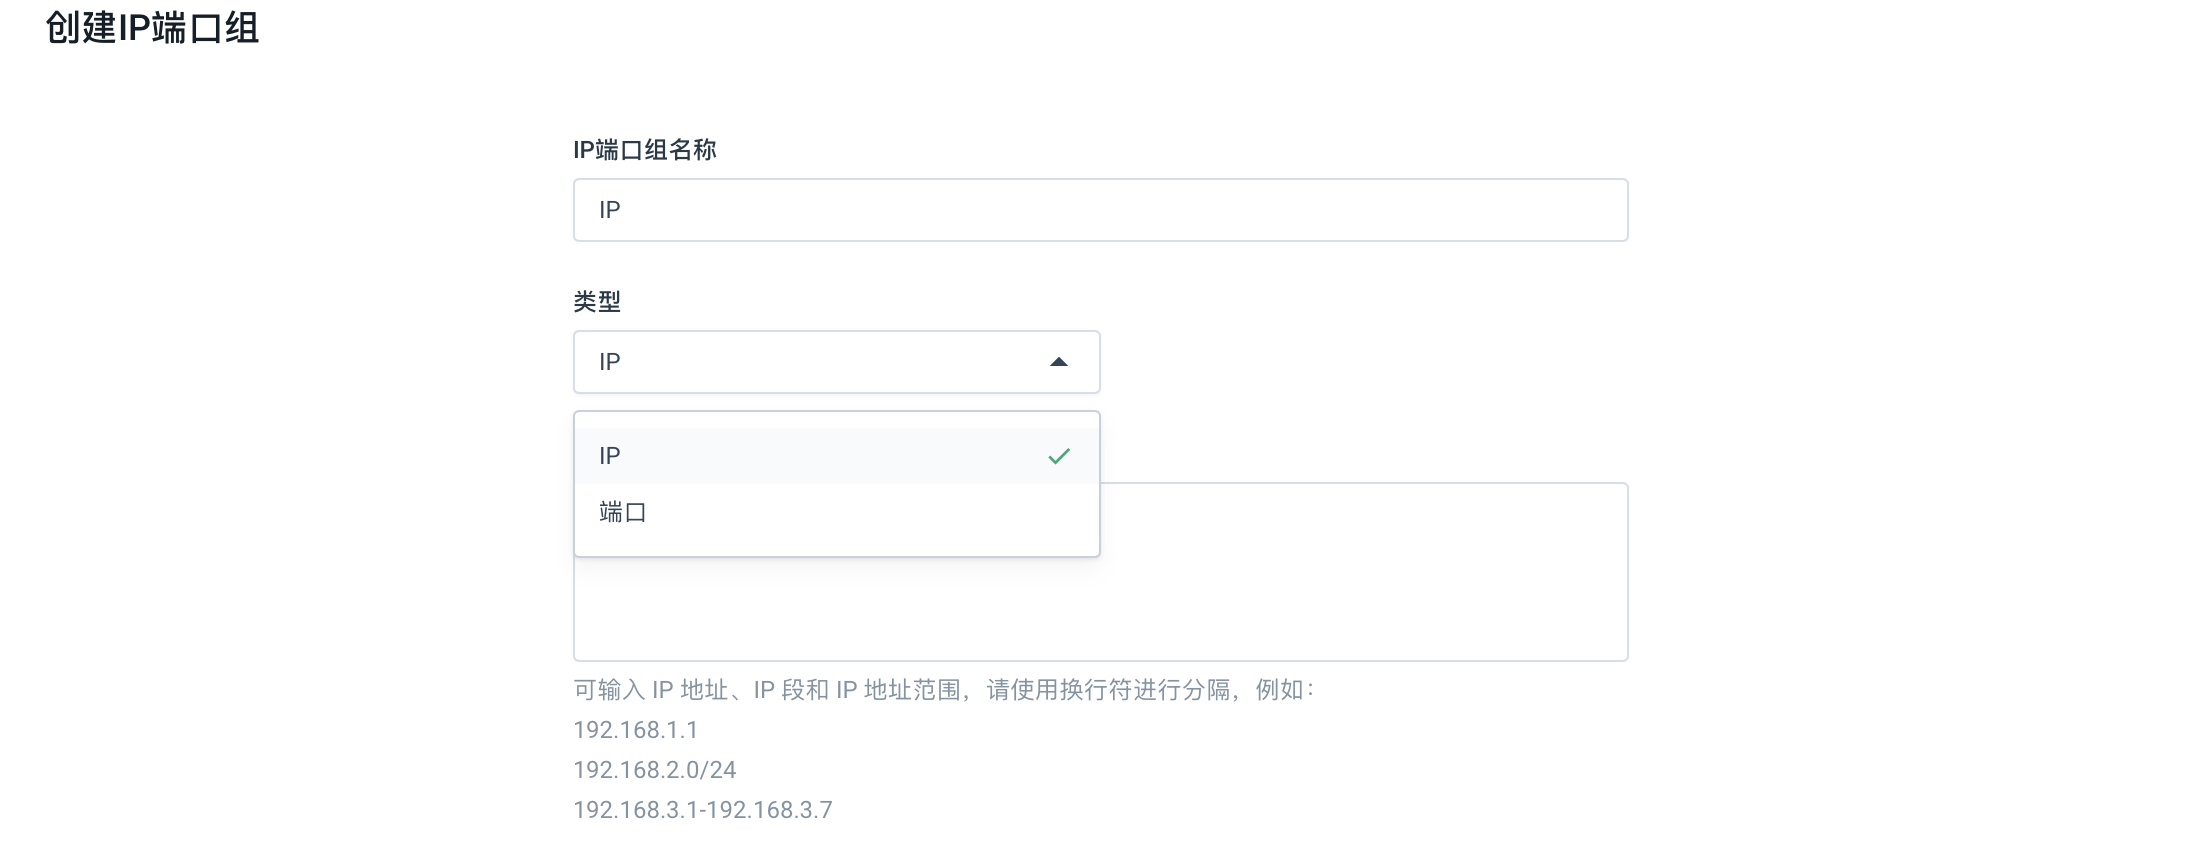 创建IP端口组
IP端口组名称
IP
类型
IP
IP
端口
可输入 IP 地址、IP 段和 IP 地址范围，请使用换行符进行分隔，例如：
192.168.1.1
192.168.2.0/24
192.168.3.1-192.168.3.7